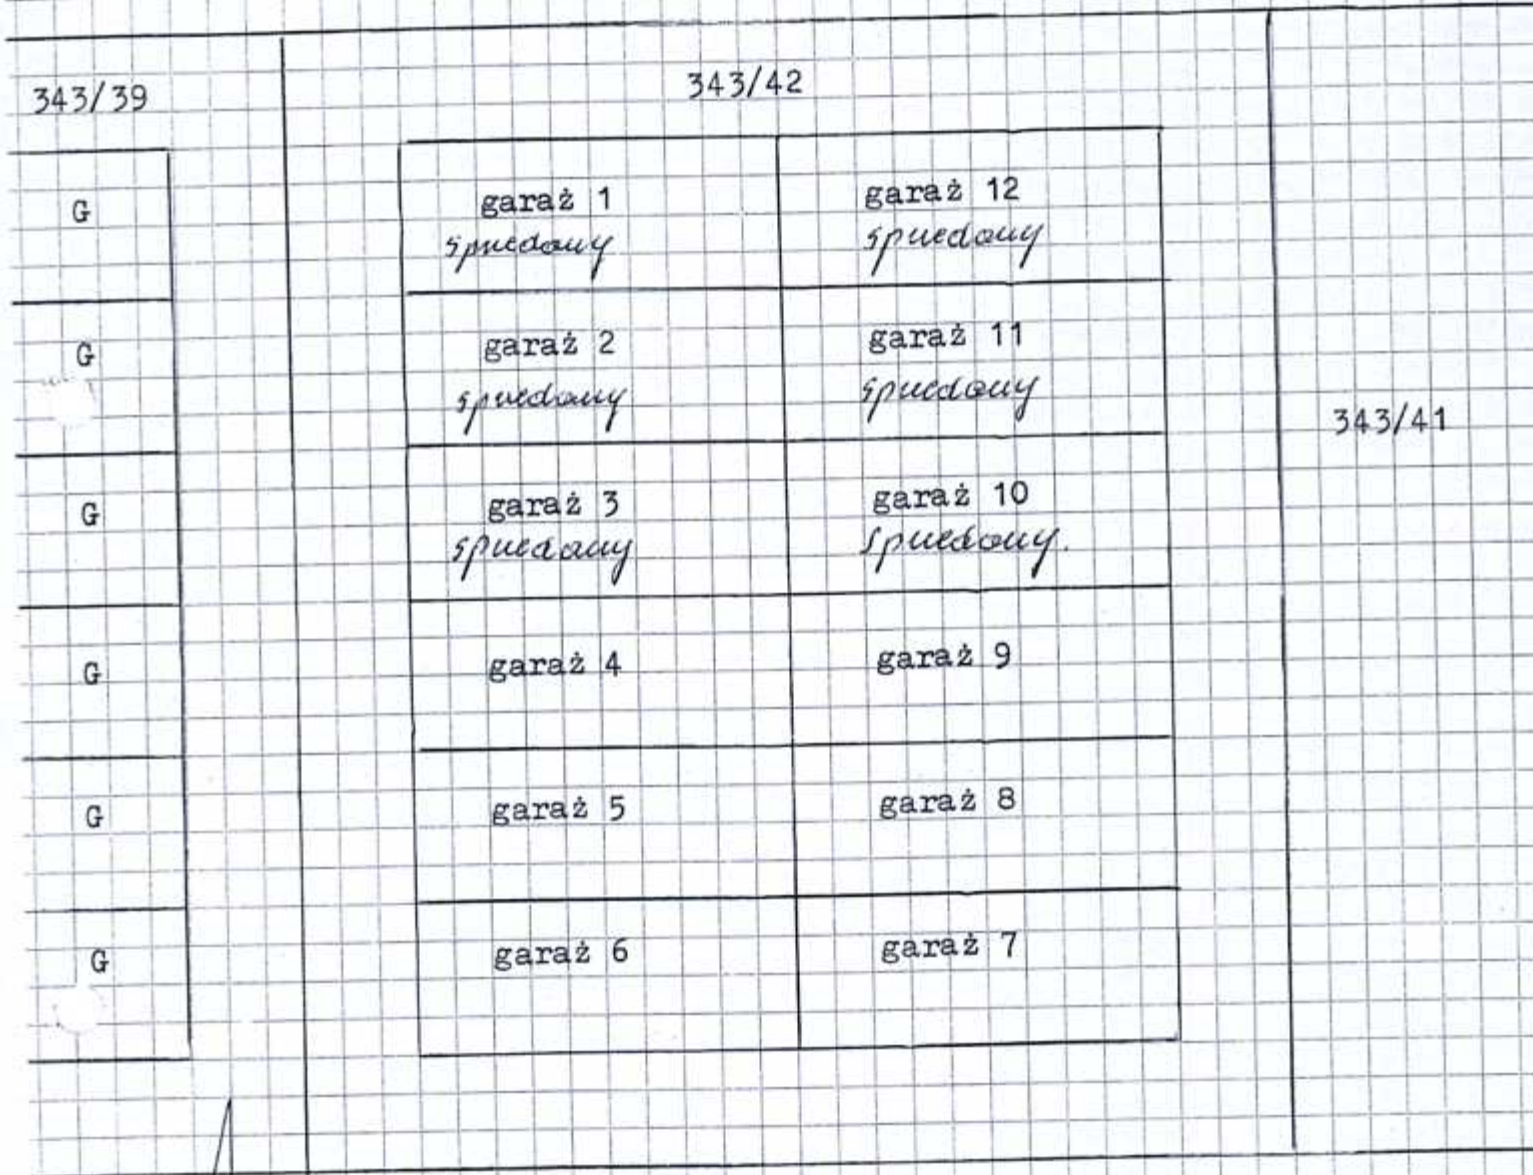 343/39
343/42
G
garaż 1
sprzedany
garaż 12
sprzedany
G
garaż 2
sprzedany
garaż 11
sprzedany
343/41
G
garaż 3
sprzedany
garaż 10
sprzedany.
G
garaż 4
garaż 9
G
garaż 5
garaż 8
G
garaż 6
garaż 7